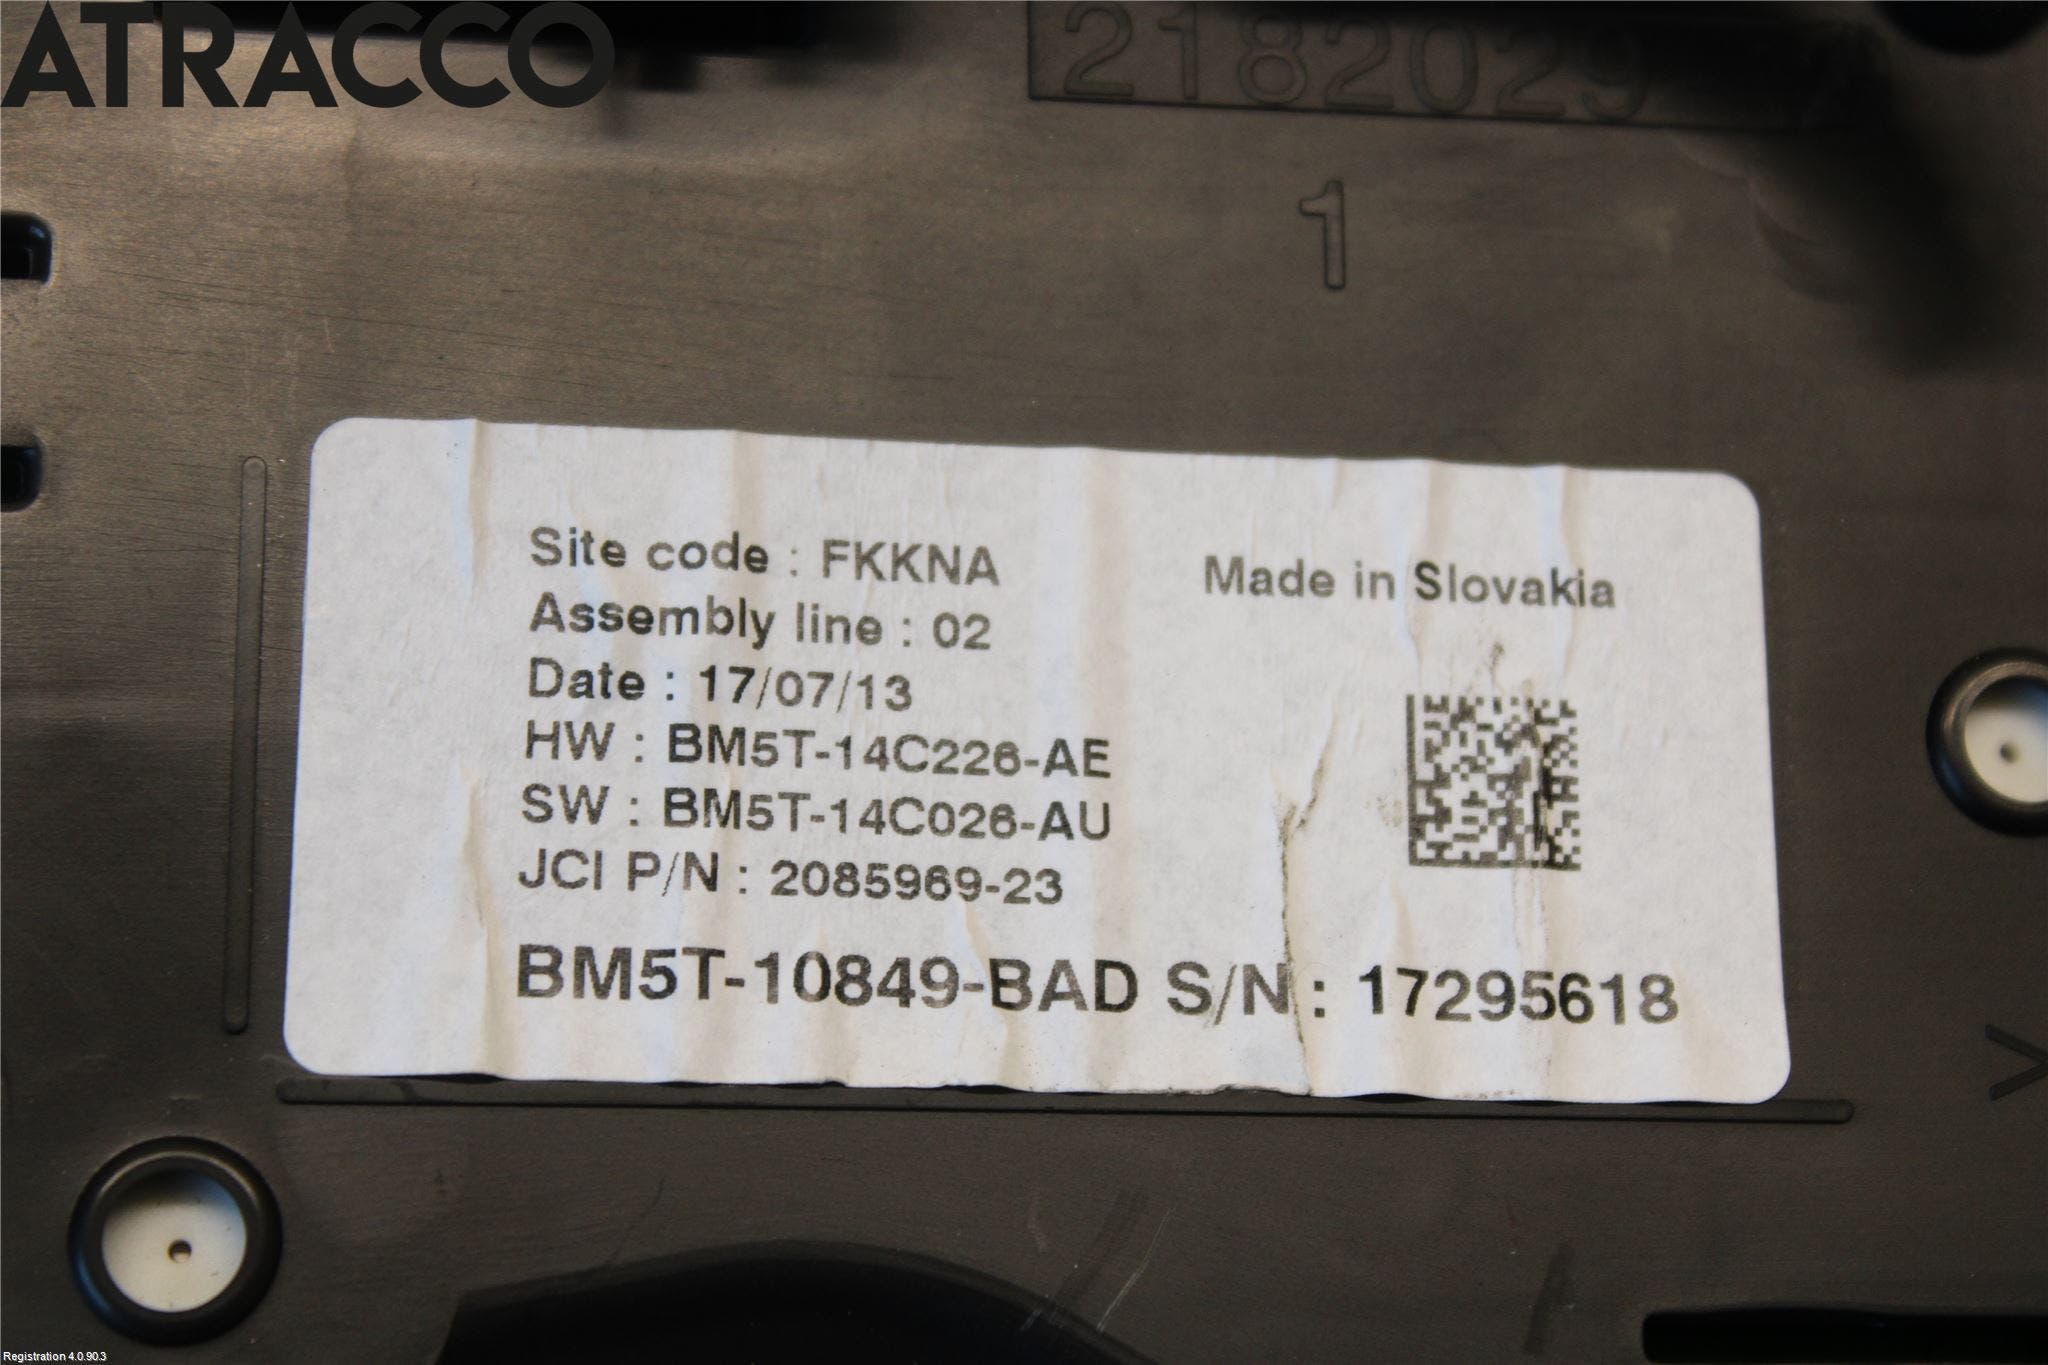 ATRACCO
2182029
1
Site code : FKKNA
Made in Slovakia
Assembly line : 02
Date : 17/07/13
HW : BM5T-14C226-AE
SW : BM5T-14C026-AU
JCI P/N : 2085969-23
BM5T-10849-BAD S/N : 17295618
Registration 4.0.90.3